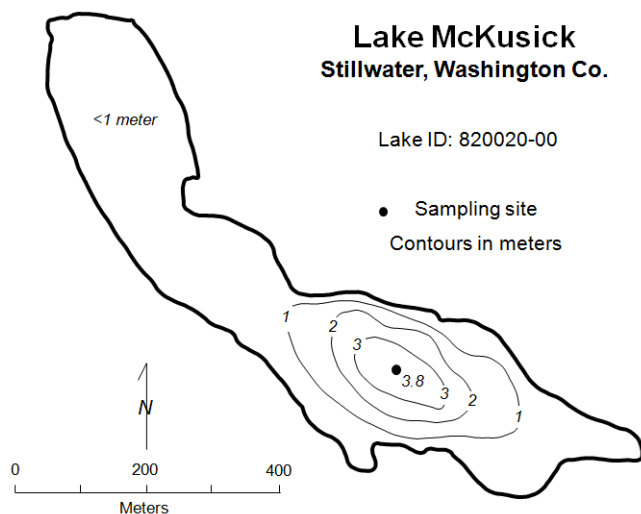 Lake McKusick
Stillwater, Washington Co.
<1 meter
Lake ID: 820020-00
Sampling site
Contours in meters
1
2
3
3.8
3
2
1
N
0 200 400
Meters